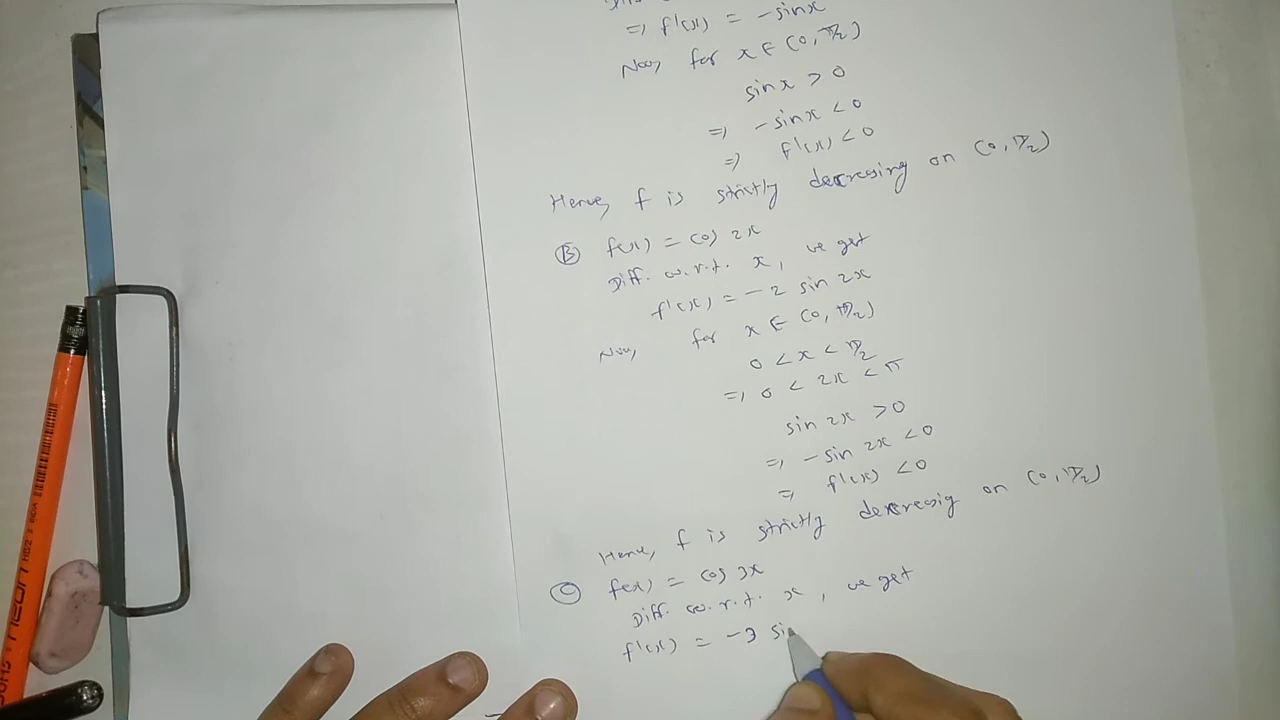 => f'(x) = -sinx
Now, for x ∈ (0, π/2)
sinx > 0
=> -sinx < 0
=> f'(x) < 0
Hence, f is strictly decresing on (0, π/2)
(B) f(x) = cos 2x
Diff. w.r.t. x, we get
f'(x) = -2 sin 2x
Now, for x ∈ (0, π/2)
0 < x < π/2
=> 0 < 2x < π
sin 2x > 0
=> -sin 2x < 0
=> f'(x) < 0
Hence, f is strictly decresig on (0, π/2)
(C) f(x) = cos 3x
Diff. w.r.t. x, we get
f'(x) = -3 si